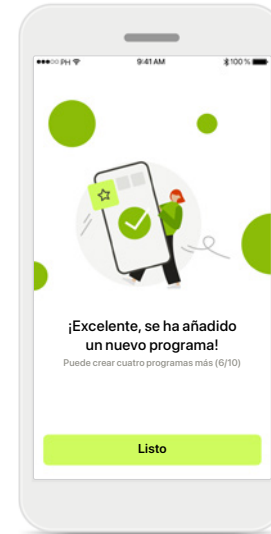 PH 9:41 AM 100 %
¡Excelente, se ha añadido
un nuevo programa!
Puede crear cuatro programas más (6/10)
Listo